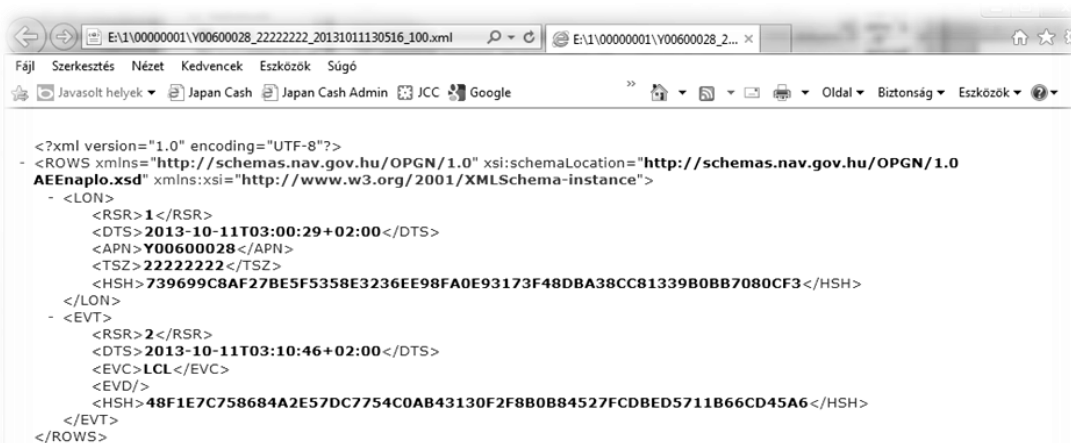 E:\1\00000001\Y00600028_22222222_20131011130516_100.xml
E:\1\00000001\Y00600028_2...
Fájl Szerkesztés Nézet Kedvencek Eszközök Súgó
Javasolt helyek Japan Cash Japan Cash Admin JCC Google » Oldal Biztonság Eszközök
<?xml version="1.0" encoding="UTF-8"?>
- <ROWS xmlns="http://schemas.nav.gov.hu/OPGN/1.0" xsi:schemaLocation="http://schemas.nav.gov.hu/OPGN/1.0
AEEnaplo.xsd" xmlns:xsi="http://www.w3.org/2001/XMLSchema-instance">
- <LON>
<RSR>1</RSR>
<DTS>2013-10-11T03:00:29+02:00</DTS>
<APN>Y00600028</APN>
<TSZ>22222222</TSZ>
<HSH>739699C8AF27BE5F5358E3236EE98FA0E93173F48DBA38CC81339B0BB7080CF3</HSH>
</LON>
- <EVT>
<RSR>2</RSR>
<DTS>2013-10-11T03:10:46+02:00</DTS>
<EVC>LCL</EVC>
<EVD/>
<HSH>48F1E7C758684A2E57DC7754C0AB43130F2F8B0B84527FCDBED5711B66CD45A6</HSH>
</EVT>
</ROWS>